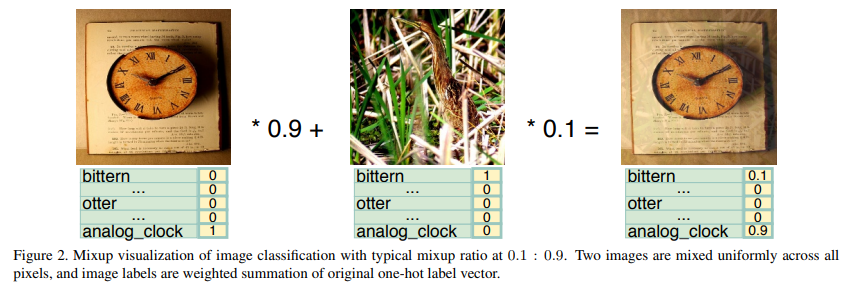 * 0.9 +
* 0.1 =
bittern 0
... 0
otter 0
... 0
analog_clock 1
bittern 1
... 0
otter 0
... 0
analog_clock 0
bittern 0.1
... 0
otter 0
... 0
analog_clock 0.9
Figure 2. Mixup visualization of image classification with typical mixup ratio at 0.1 : 0.9. Two images are mixed uniformly across all
pixels, and image labels are weighted summation of original one-hot label vector.